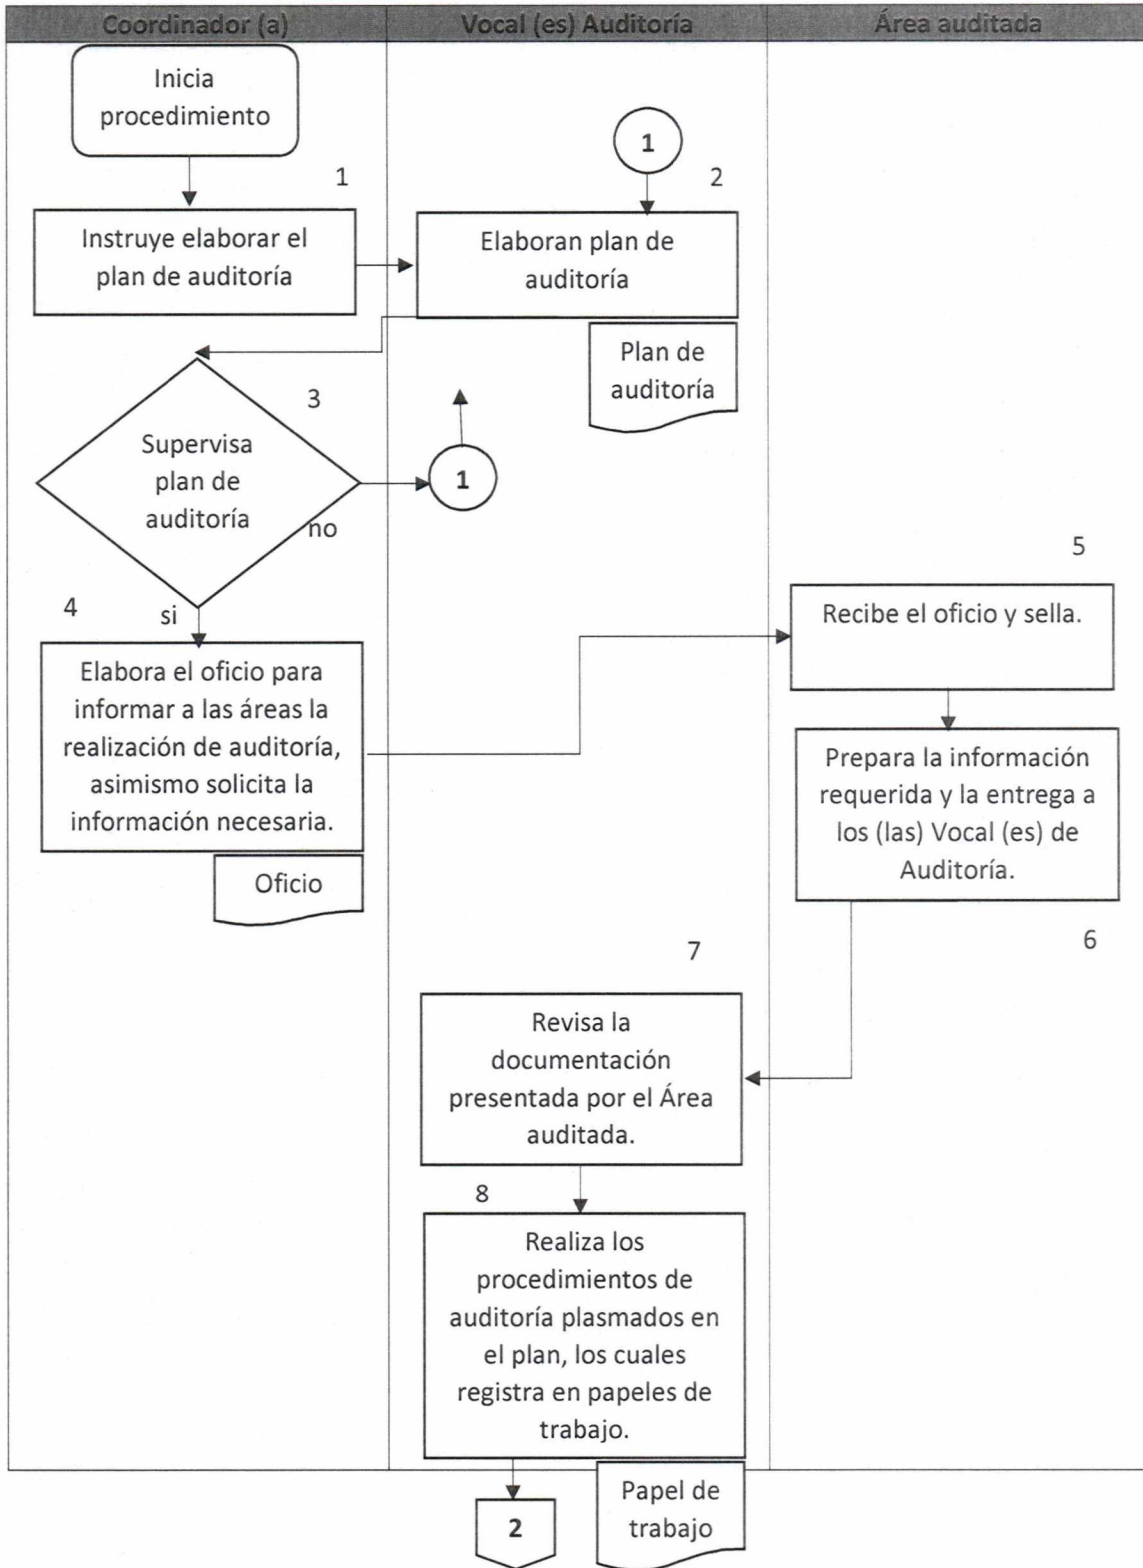 Coordinador (a)
Vocal (es) Auditoría
Área auditada
Inicia
procedimiento
1
Instruye elaborar el
plan de auditoría
1
2
Elaboran plan de
auditoría
Plan de
auditoría
3
Supervisa
plan de
auditoría
no
1
si
4
Elabora el oficio para
informar a las áreas la
realización de auditoría,
asimismo solicita la
información necesaria.
Oficio
5
Recibe el oficio y sella.
Prepara la información
requerida y la entrega a
los (las) Vocal (es) de
Auditoría.
6
7
Revisa la
documentación
presentada por el Área
auditada.
8
Realiza los
procedimientos de
auditoría plasmados en
el plan, los cuales
registra en papeles de
trabajo.
Papel de
trabajo
2